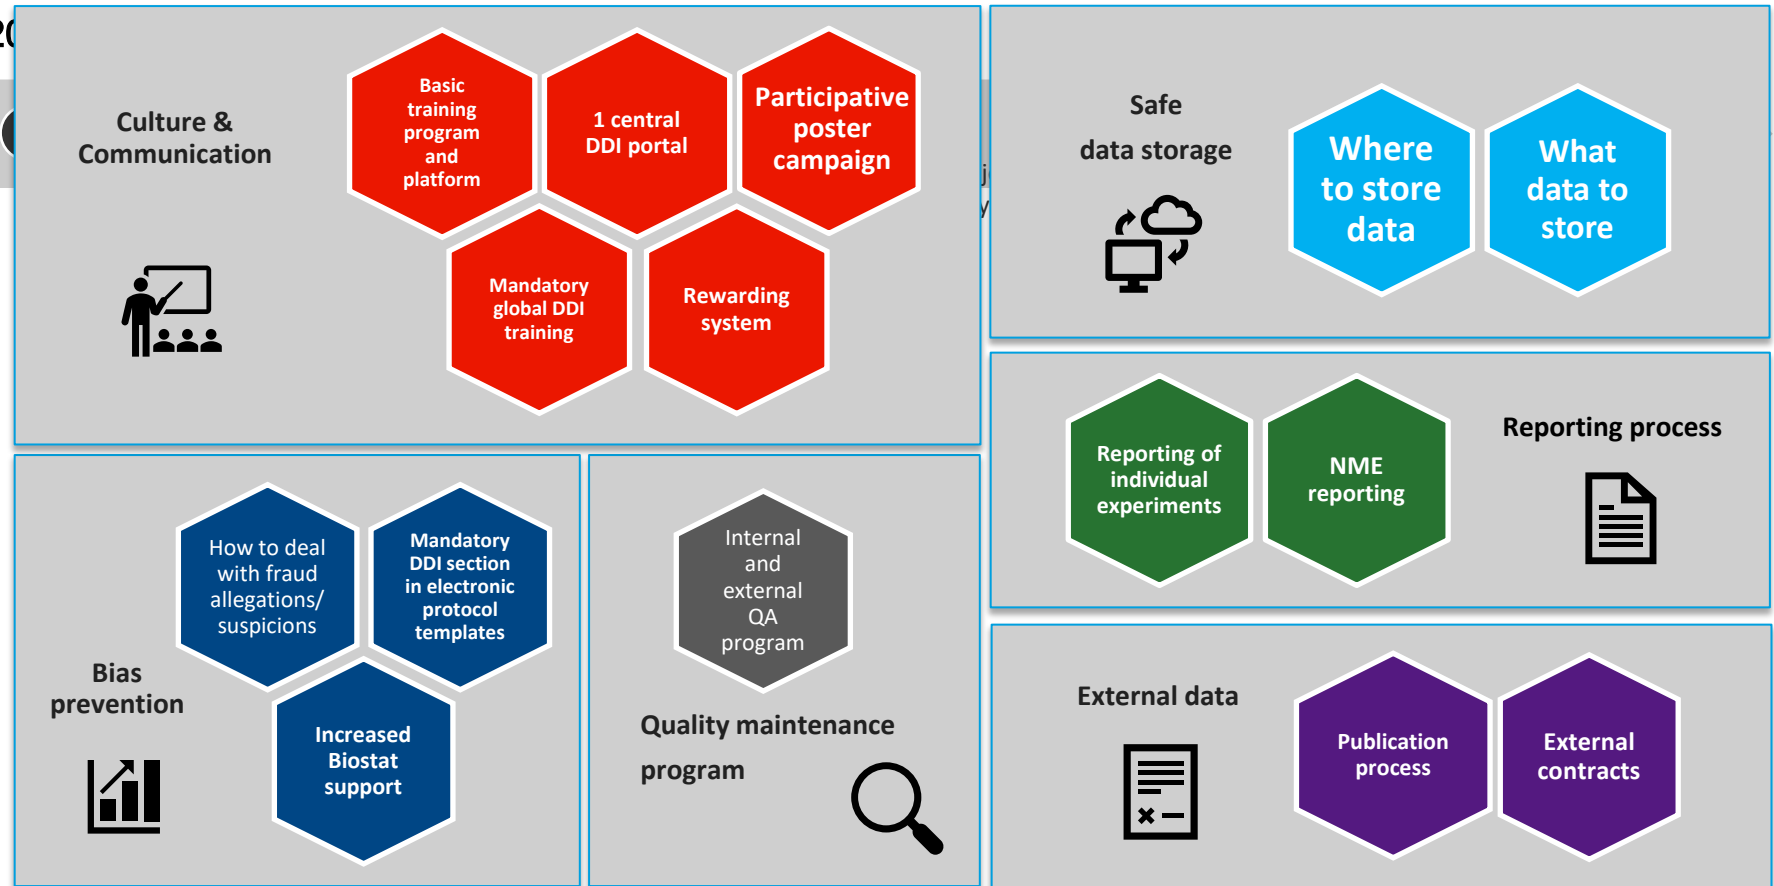 20
Culture &
Communication
Basic
training
program
and
platform
1 central
DDI portal
Participative
poster
campaign
Mandatory
global DDI
training
Rewarding
system
Safe
data storage
Where
to store
data
What
data to
store
Reporting of
individual
experiments
NME
reporting
Reporting process
How to deal
with fraud
allegations/
suspicions
Mandatory
DDI section
in electronic
protocol
templates
Increased
Biostat
support
Bias
prevention
Internal
and
external
QA
program
Quality maintenance
program
External data
Publication
process
External
contracts